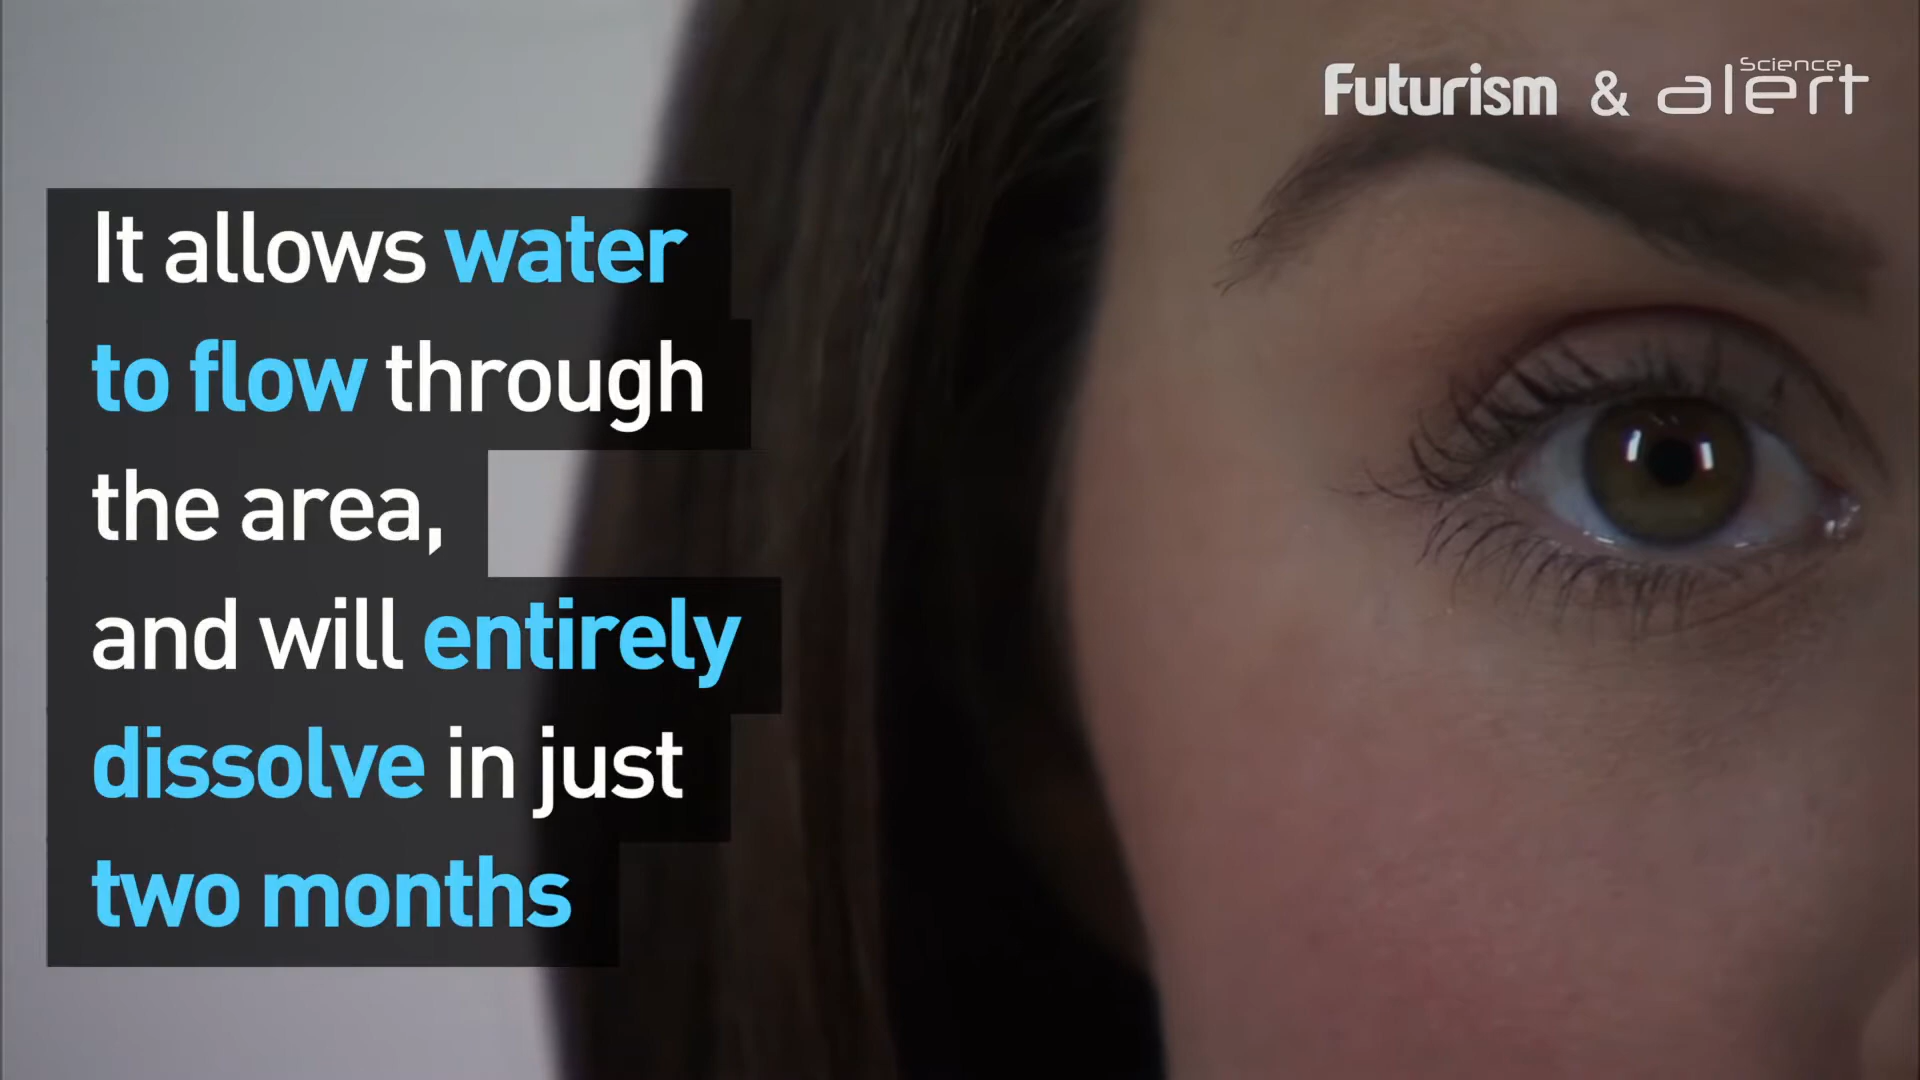 Futurism & Science alert
It allows water
to flow through
the area,
and will entirely
dissolve in just
two months